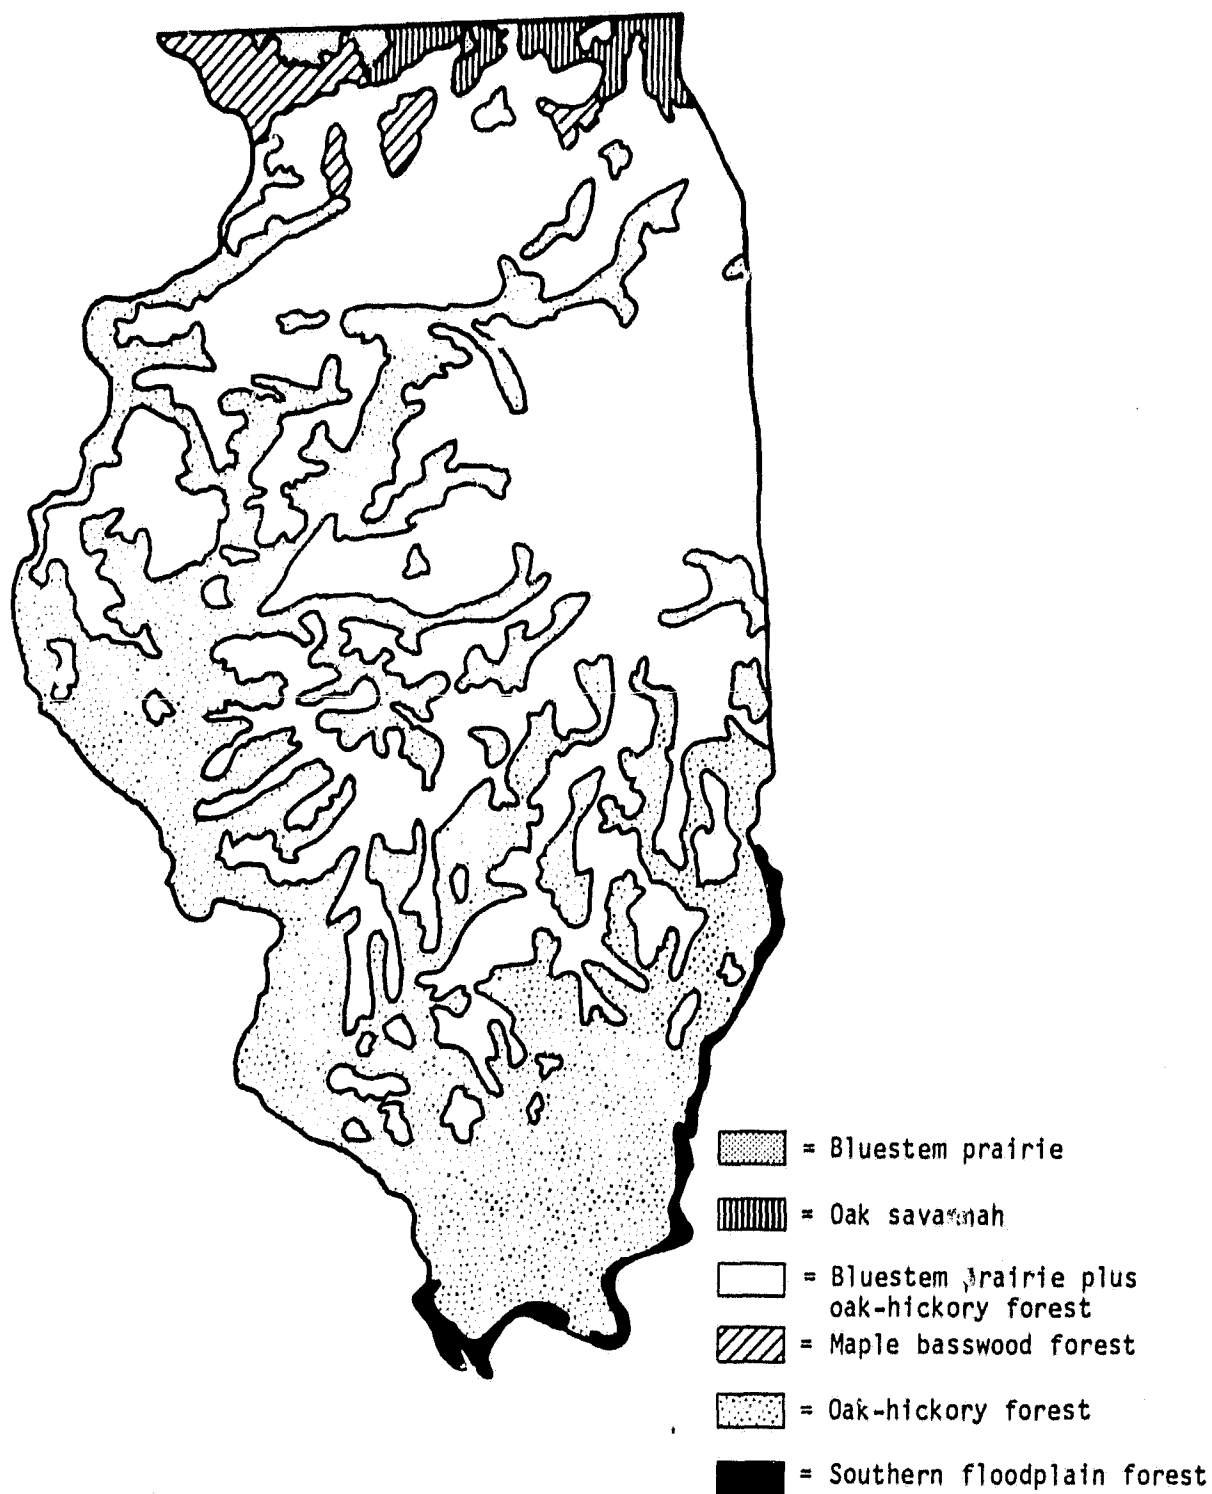 = Bluestem prairie
= Oak savannah
= Bluestem prairie plus
oak-hickory forest
= Maple basswood forest
= Oak-hickory forest
= Southern floodplain forest